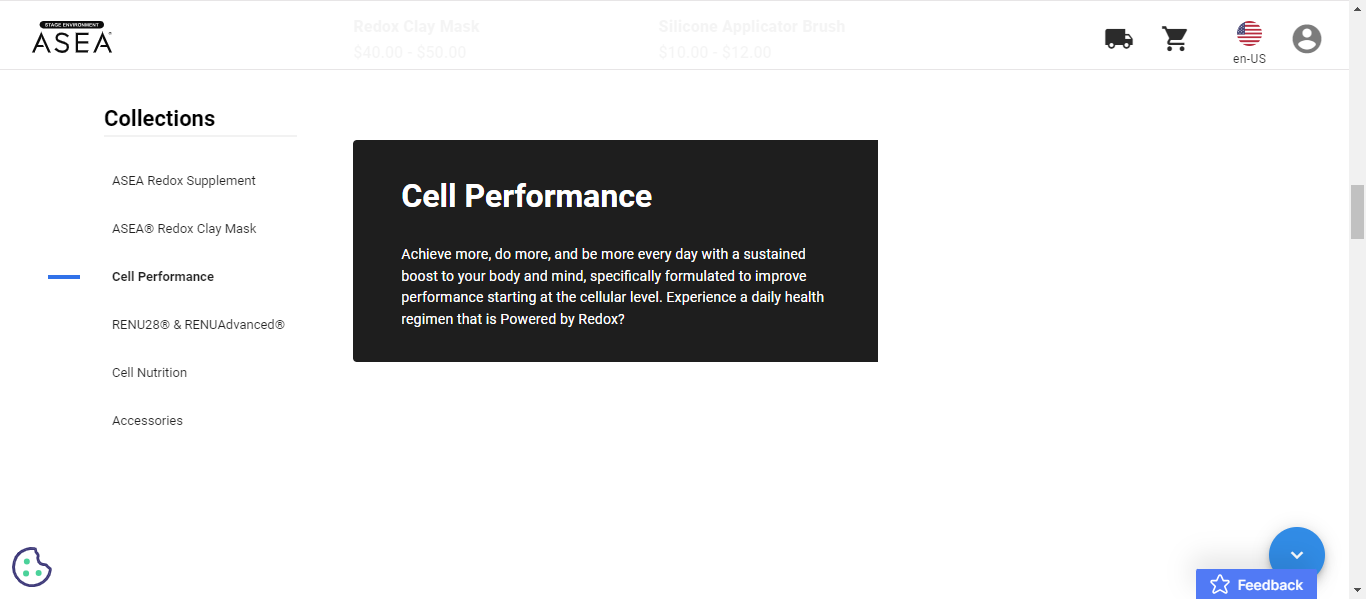 STAGE ENVIRONMENT
ASEA
Redox Clay Mask
$40.00 - $50.00
Silicone Applicator Brush
$10.00 - $12.00
en-US
Collections
ASEA Redox Supplement
ASEA® Redox Clay Mask
Cell Performance
RENU28® & RENUAdvanced®
Cell Nutrition
Accessories
Cell Performance
Achieve more, do more, and be more every day with a sustained
boost to your body and mind, specifically formulated to improve
performance starting at the cellular level. Experience a daily health
regimen that is Powered by Redox?
Feedback